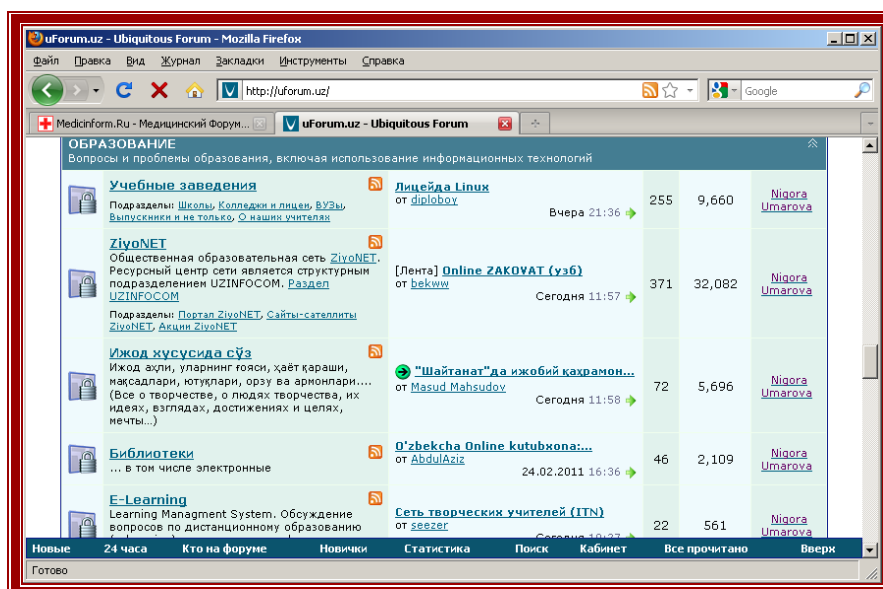 uForum.uz - Ubiquitous Forum - Mozilla Firefox
Файл Правка Вид Журнал Закладки Инструменты Справка
http://uforum.uz/ Google
Medicinform.Ru - Медицинский Форум... uForum.uz - Ubiquitous Forum
ОБРАЗОВАНИЕ
Вопросы и проблемы образования, включая использование информационных технологий
Учебные заведения
Подразделы: Школы, Колледжи и лицеи, ВУЗы,
Выпускники и не только, О наших учителях
Лицейда Linux
от diploboy
Вчера 21:36
255 9,660 Nigora
Umarova
ZiyoNET
Общественная образовательная сеть ZiyoNET.
Ресурсный центр сети является структурным
подразделением UZINFOCOM. Раздел
UZINFOCOM
Подразделы: Портал ZiyoNET, Сайты-сателлиты
ZiyoNET, Акции ZiyoNET
[Лента] Online ZAKOVAT (узб)
от bekww
Сегодня 11:57
371 32,082 Nigora
Umarova
Ижод хусусида сўз
Ижод аҳли, уларнинг ғояси, ҳаёт қараши,
мақсадлари, ютуқлари, орзу ва армонлари....
(Все о творчестве, о людях творчества, их
идеях, взглядах, достижениях и целях,
мечты...)
"Шайтанат"да ижобий қаҳрамон...
от Masud Mahsudov
Сегодня 11:58
72 5,696 Nigora
Umarova
Библиотеки
... в том числе электронные
O'zbekcha Online kutubxona:...
от AbdulAziz
24.02.2011 16:36
46 2,109 Nigora
Umarova
E-Learning
Learning Managment System. Обсуждение
вопросов по дистанционному образованию
Сеть творческих учителей (ITN)
от seezer
22 561 Nigora
Umarova
Новые 24 часа Кто на форуме Новички Статистика Поиск Кабинет Все прочитано Вверх
Готово